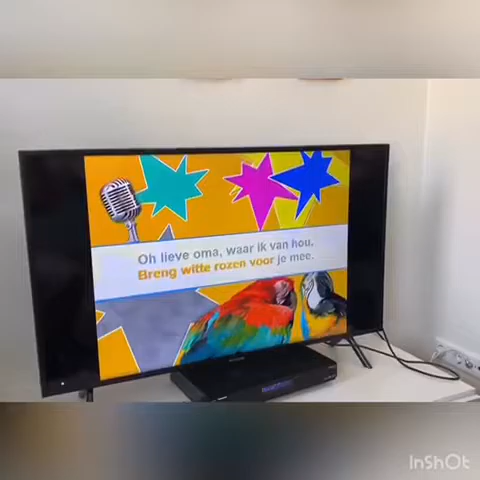 Oh lieve oma, waar ik van hou,
Breng witte rozen voor je mee.
InShOt